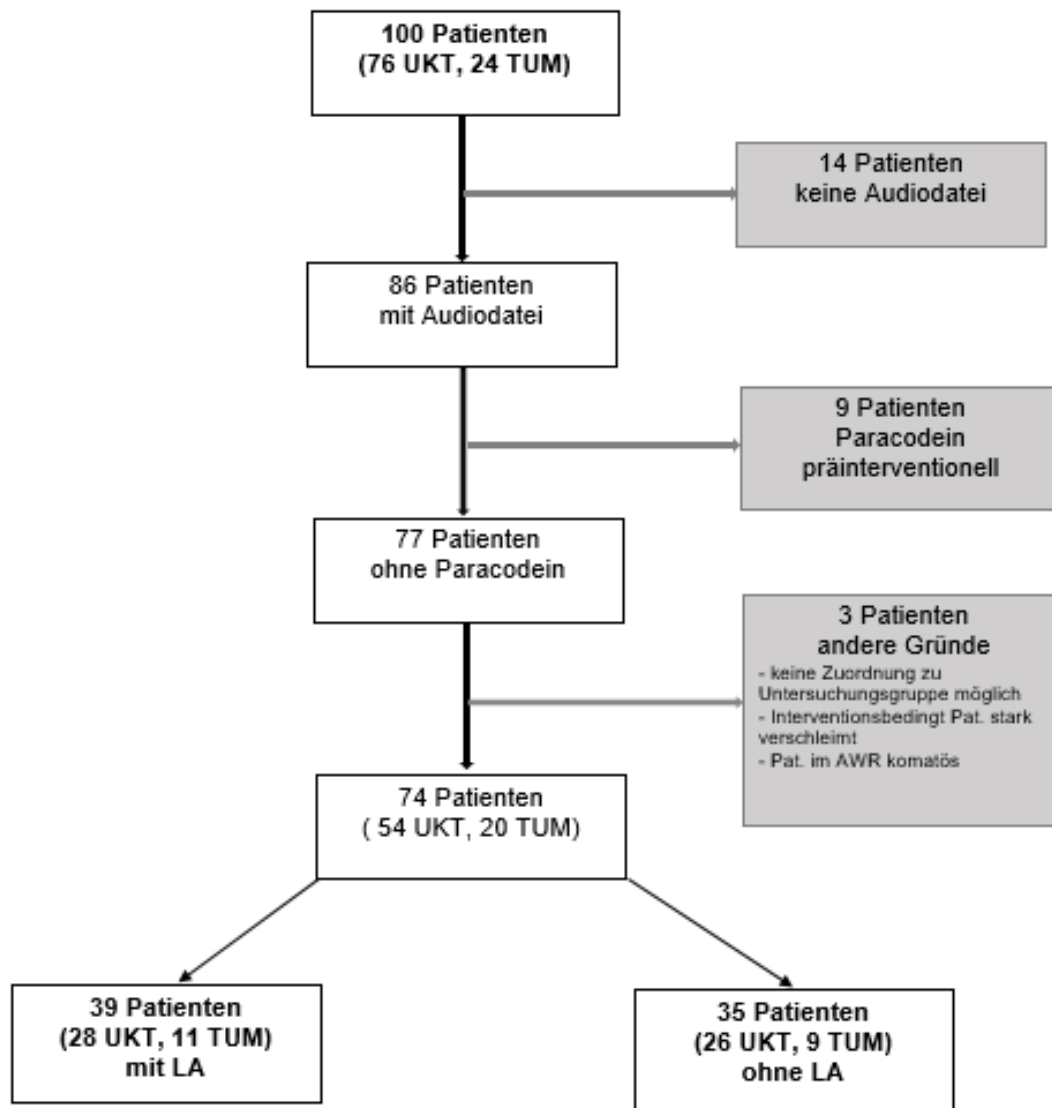 100 Patienten
(76 UKT, 24 TUM)
14 Patienten
keine Audiodatei
86 Patienten
mit Audiodatei
9 Patienten
Paracodein
präinterventionell
77 Patienten
ohne Paracodein
3 Patienten
andere Gründe
- keine Zuordnung zu
Untersuchungsgruppe möglich
- Interventionsbedingt Pat. stark
verschleimt
- Pat. im AWR komatös
74 Patienten
( 54 UKT, 20 TUM)
39 Patienten
(28 UKT, 11 TUM)
mit LA
35 Patienten
(26 UKT, 9 TUM)
ohne LA